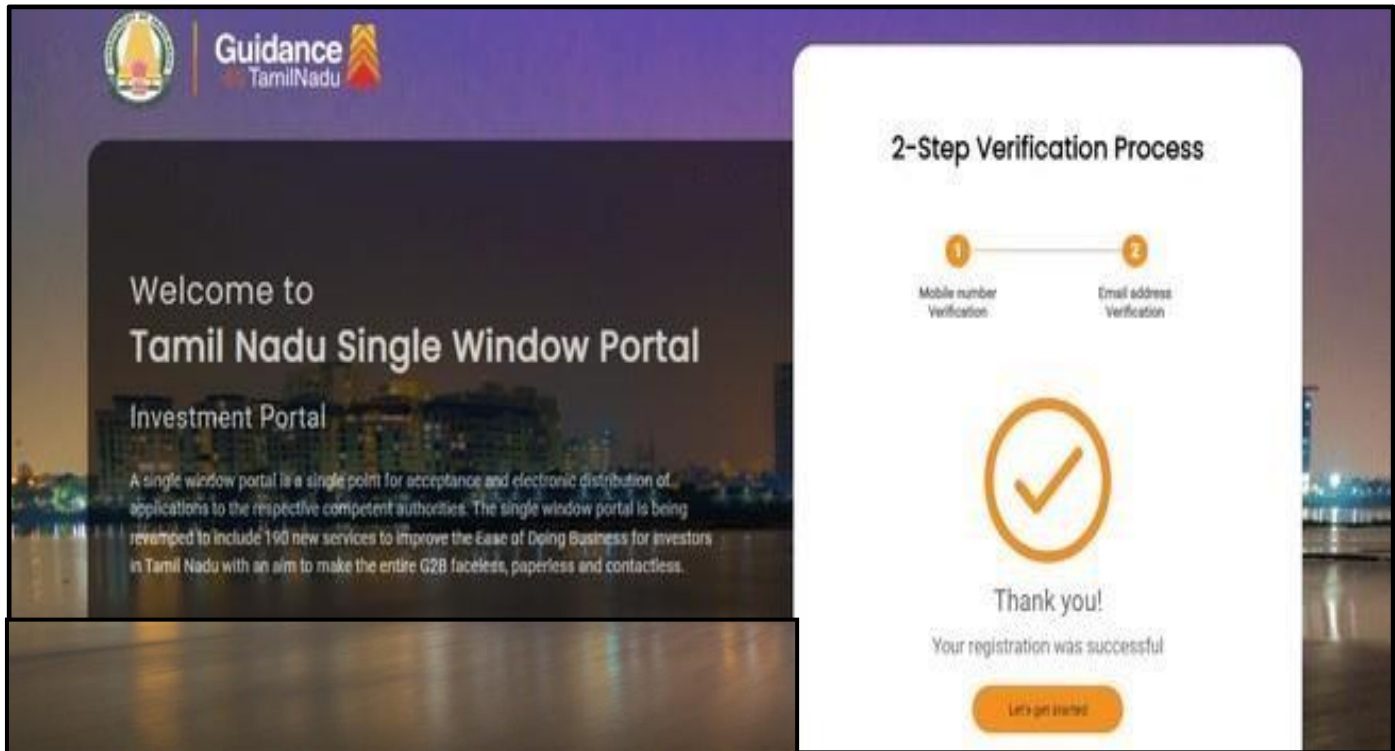 Guidance
TamilNadu
Welcome to
Tamil Nadu Single Window Portal
Investment Portal
A single window portal is a single point for acceptance and electronic distribution of
applications to the respective competent authorities. The single window portal is being
revamped to include 190 new services to improve the Ease of Doing Business for investors
in Tamil Nadu with an aim to make the entire G2B faceless, paperless and contactless.
2-Step Verification Process
1
2
Mobile number
Verification
Email address
Verification
Thank you!
Your registration was successful
Let's get started